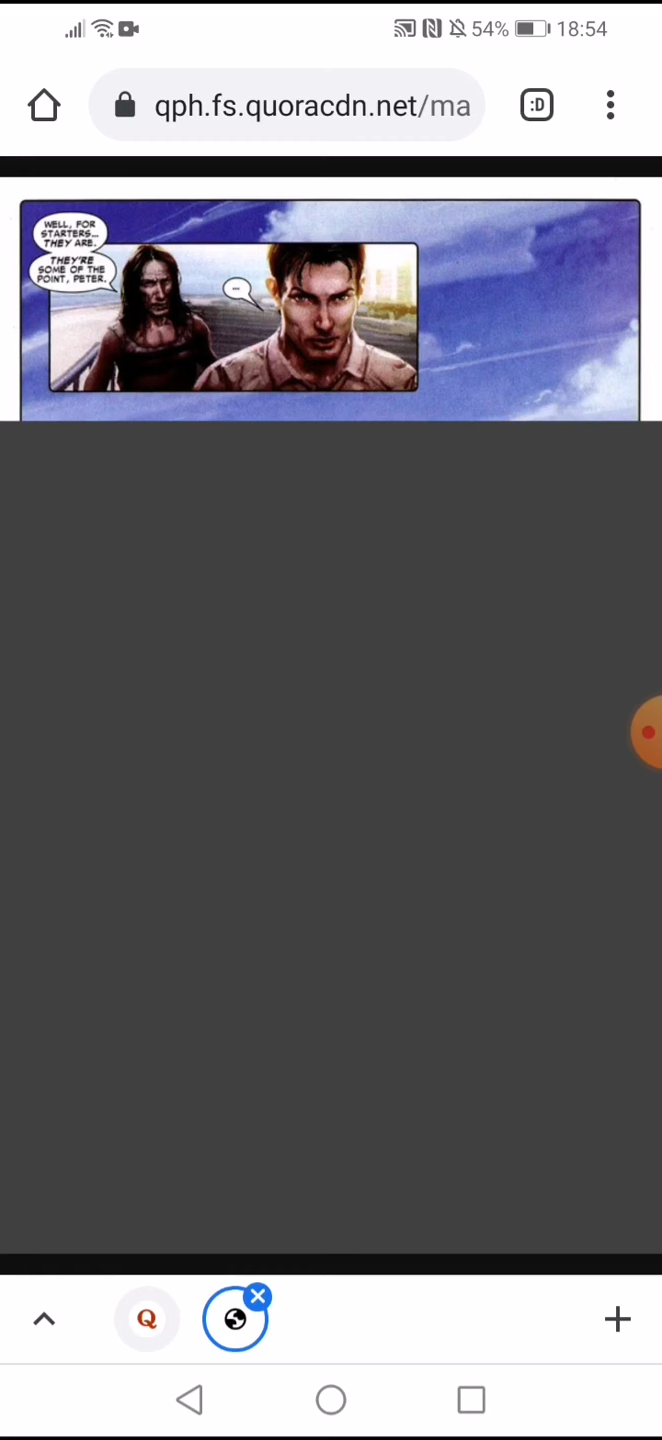 54% 18:54
qph.fs.quoracdn.net/ma :D
WELL, FOR
STARTERS...
THEY ARE.
THEY'RE
SOME OF THE
POINT, PETER.
...
Q